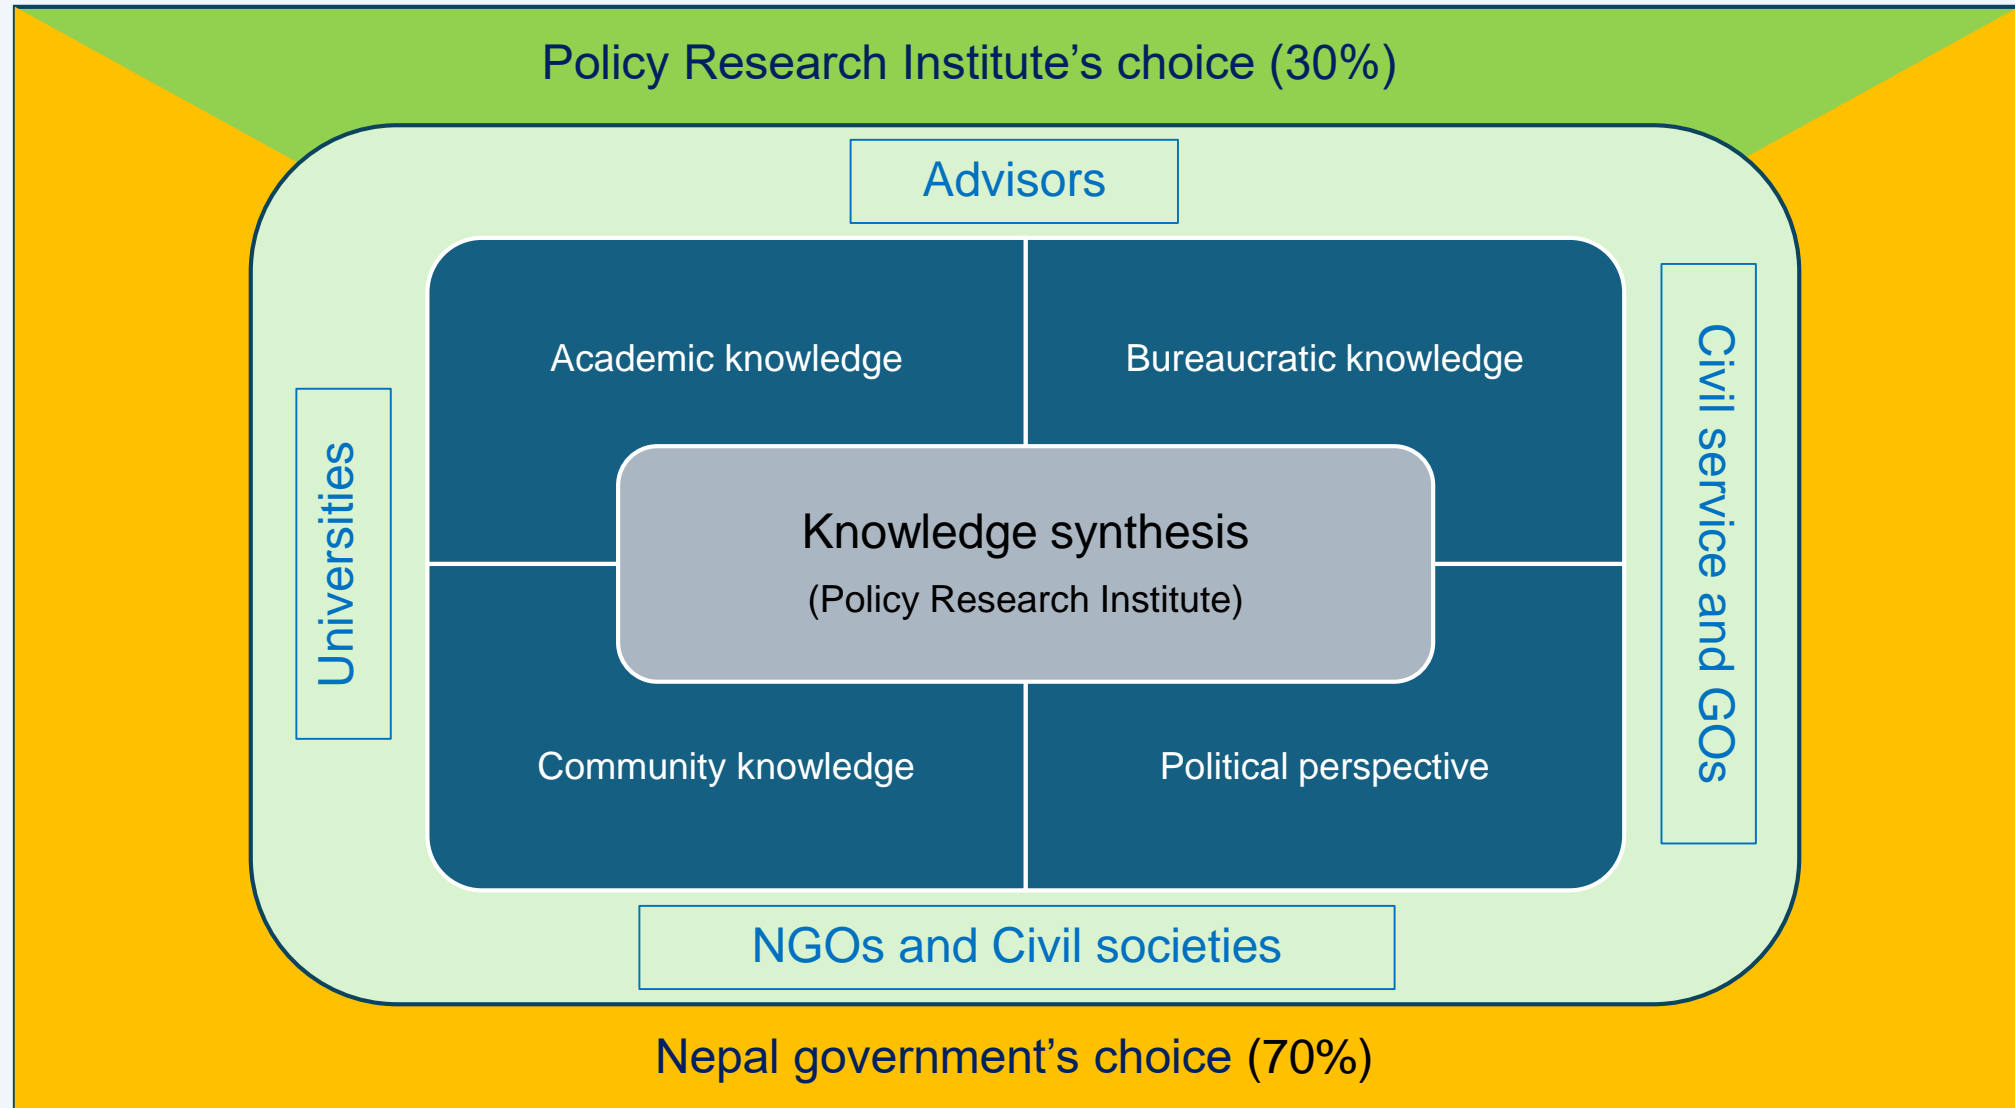 Policy Research Institute’s choice (30%)
Advisors
Academic knowledge
Bureaucratic knowledge
Universities
Civil service and GOs
Knowledge synthesis
(Policy Research Institute)
Community knowledge
Political perspective
NGOs and Civil societies
Nepal government’s choice (70%)